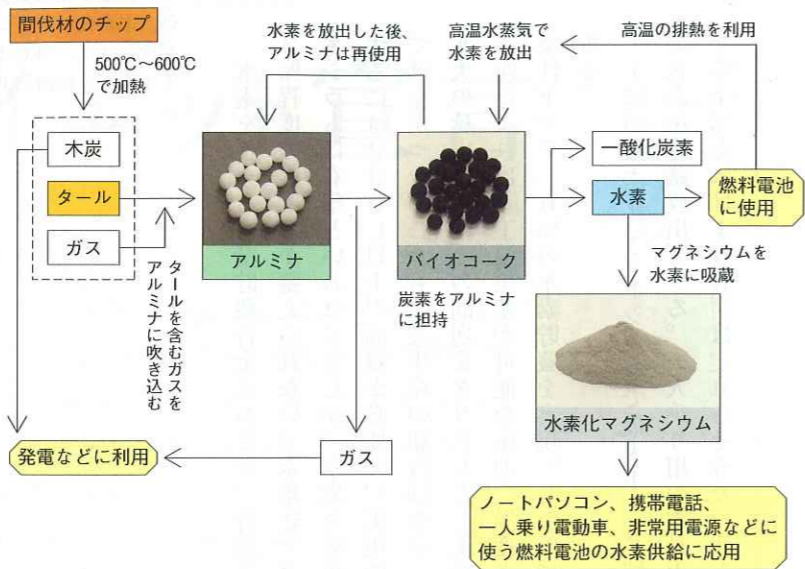 間伐材のチップ
500℃～600℃
で加熱
水素を放出した後、
アルミナは再使用
高温水蒸気で
水素を放出
高温の排熱を利用
木炭
タール
ガス
タールを含むガスを
アルミナに吹き込む
アルミナ
バイオコーク
炭素をアルミナ
に担持
一酸化炭素
水素
燃料電池
に使用
マグネシウムを
水素に吸蔵
水素化マグネシウム
発電などに利用
ガス
ノートパソコン、携帯電話、
一人乗り電動車、非常用電源などに
使う燃料電池の水素供給に応用